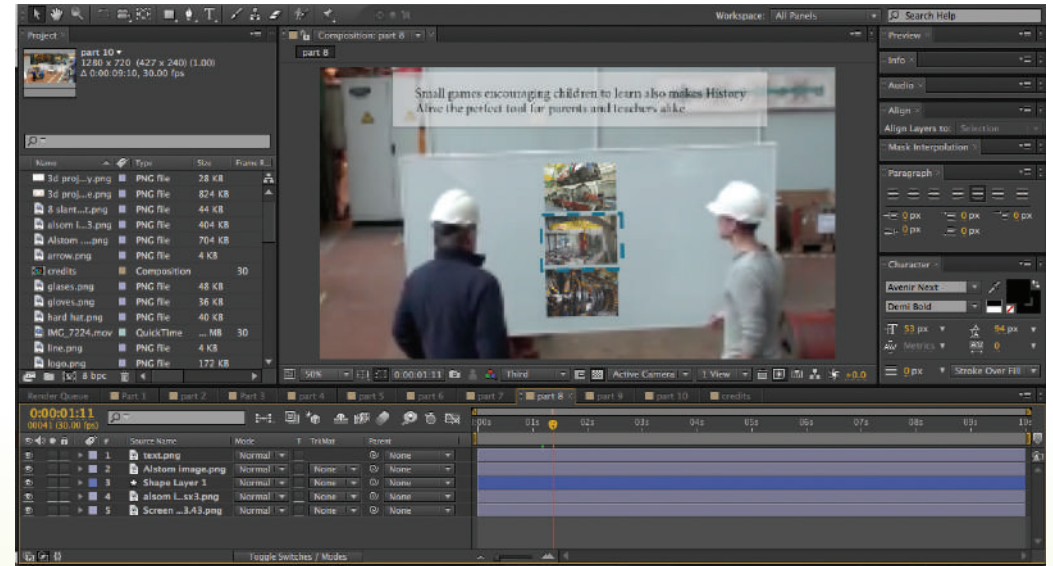 Workspace: All Panels
Search Help
Project
Composition: part 8
Preview
part 10
1280 x 720 (427 x 240) (1.00)
Δ 0:00:09:10, 30.00 fps
part 8
Info
Audio
Align
Align Layers to: Selection
Mask Interpolation
Paragraph
0 px 0 px 0 px
0 px 0 px
Small games encouraging children to learn also makes History
Alive the perfect tool for parents and teachers alike
Name Type Size Frame R...
3d proj...y.png PNG file 28 KB
3d proj...e.png PNG file 824 KB
8 slant...t.png PNG file 44 KB
alsom i...3.png PNG file 404 KB
Alstom ....png PNG file 704 KB
arrow.png PNG file 4 KB
credits Composition 30
glases.png PNG file 48 KB
gloves.png PNG file 36 KB
hard hat.png PNG file 40 KB
IMG_7224.mov QuickTime ... MB 30
line.png PNG file 4 KB
logo.png PNG file 172 KB
8 bpc
Character
Avenir Next
Demi Bold
53 px 94 px
Metrics 0
0 px Stroke Over Fill
50% 0:00:01:11 Third Active Camera 1 View +0.0
Render Queue Part 1 part 2 Part 3 part 4 part 5 part 6 part 7 part 8 part 9 part 10 credits
0:00:01:11
00041 (30.00 fps)
01s 02s 03s 04s 05s 06s 07s 08s 09s
# Source Name Mode T TrkMat Parent
1 text.png Normal None
2 Alstom image.png Normal None None
3 Shape Layer 1 Normal None None
4 alsom i...sx3.png Normal None None
5 Screen ...3.43.png Normal None None
Toggle Switches / Modes